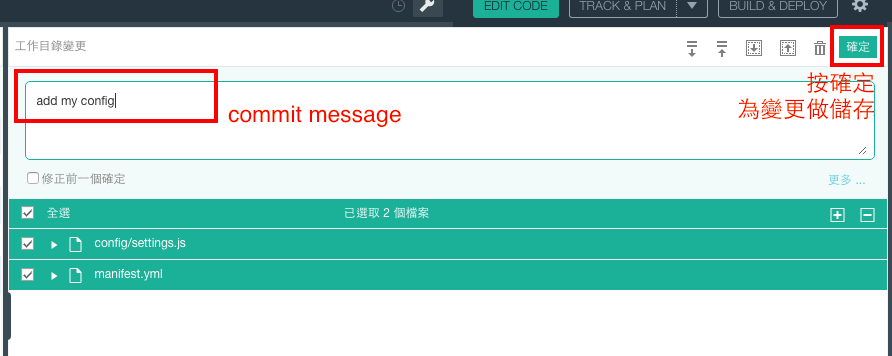 EDIT CODE
TRACK & PLAN
BUILD & DEPLOY
工作目錄變更
確定
add my config
commit message
按確定
為變更做儲存
修正前一個確定
更多 ...
全選
已選取 2 個檔案
config/settings.js
manifest.yml